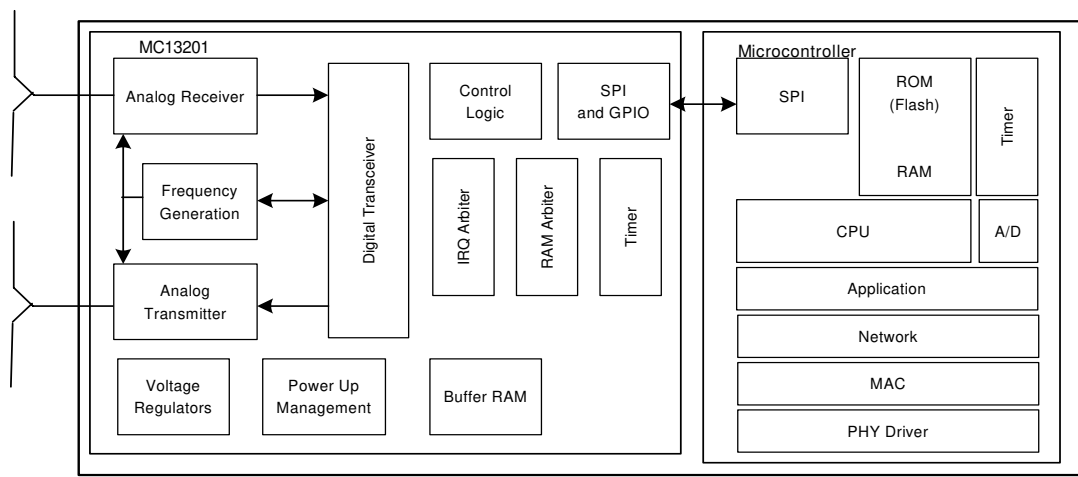 MC13201
Analog Receiver
Frequency
Generation
Analog
Transmitter
Digital Transceiver
Control
Logic
SPI
and GPIO
IRQ Arbiter
RAM Arbiter
Timer
Voltage
Regulators
Power Up
Management
Buffer RAM
Microcontroller
SPI
ROM
(Flash)
RAM
Timer
CPU
A/D
Application
Network
MAC
PHY Driver